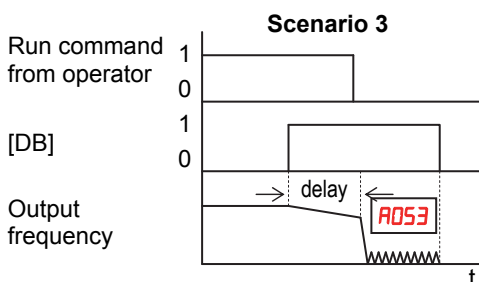 Scenario 3
Run command
from operator
1
0
[DB]
1
0
delay
A053
Output
frequency
t